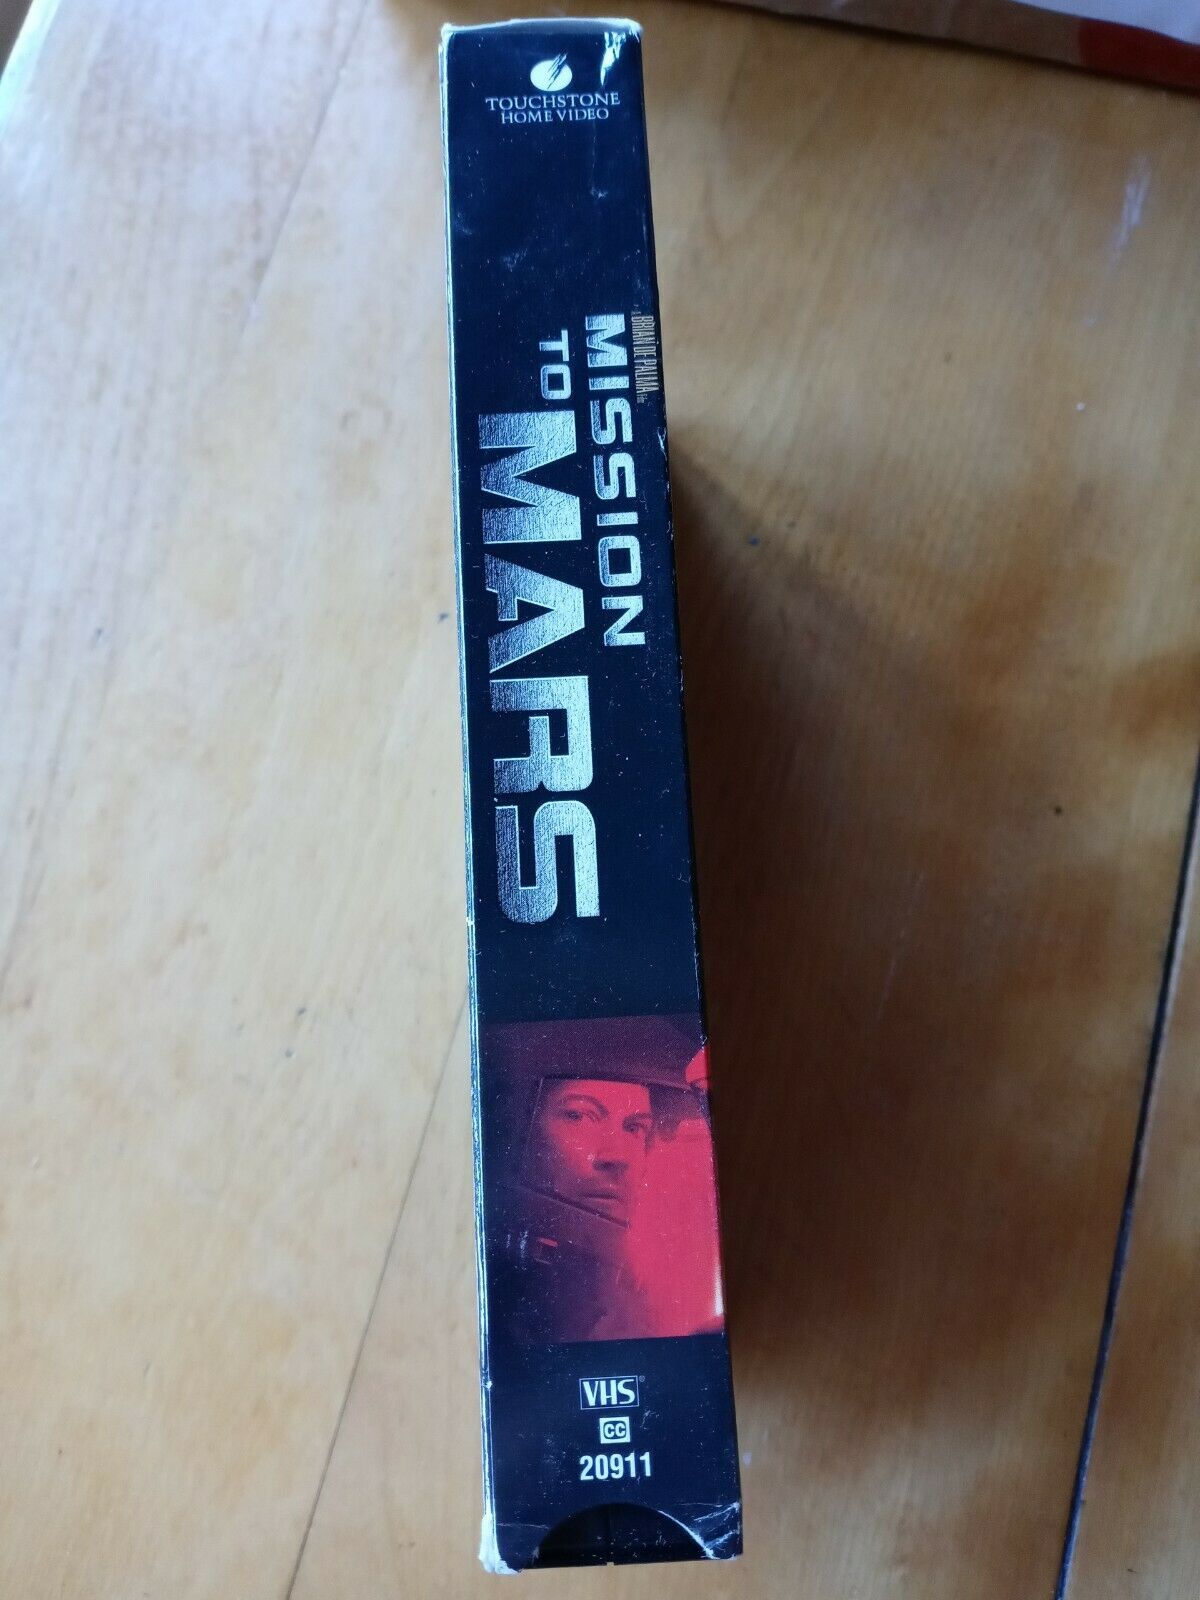 TOUCHSTONE
HOME VIDEO
BRIAN DE PALMA
MISSION
TO
MARS
VHS®
CC
20911